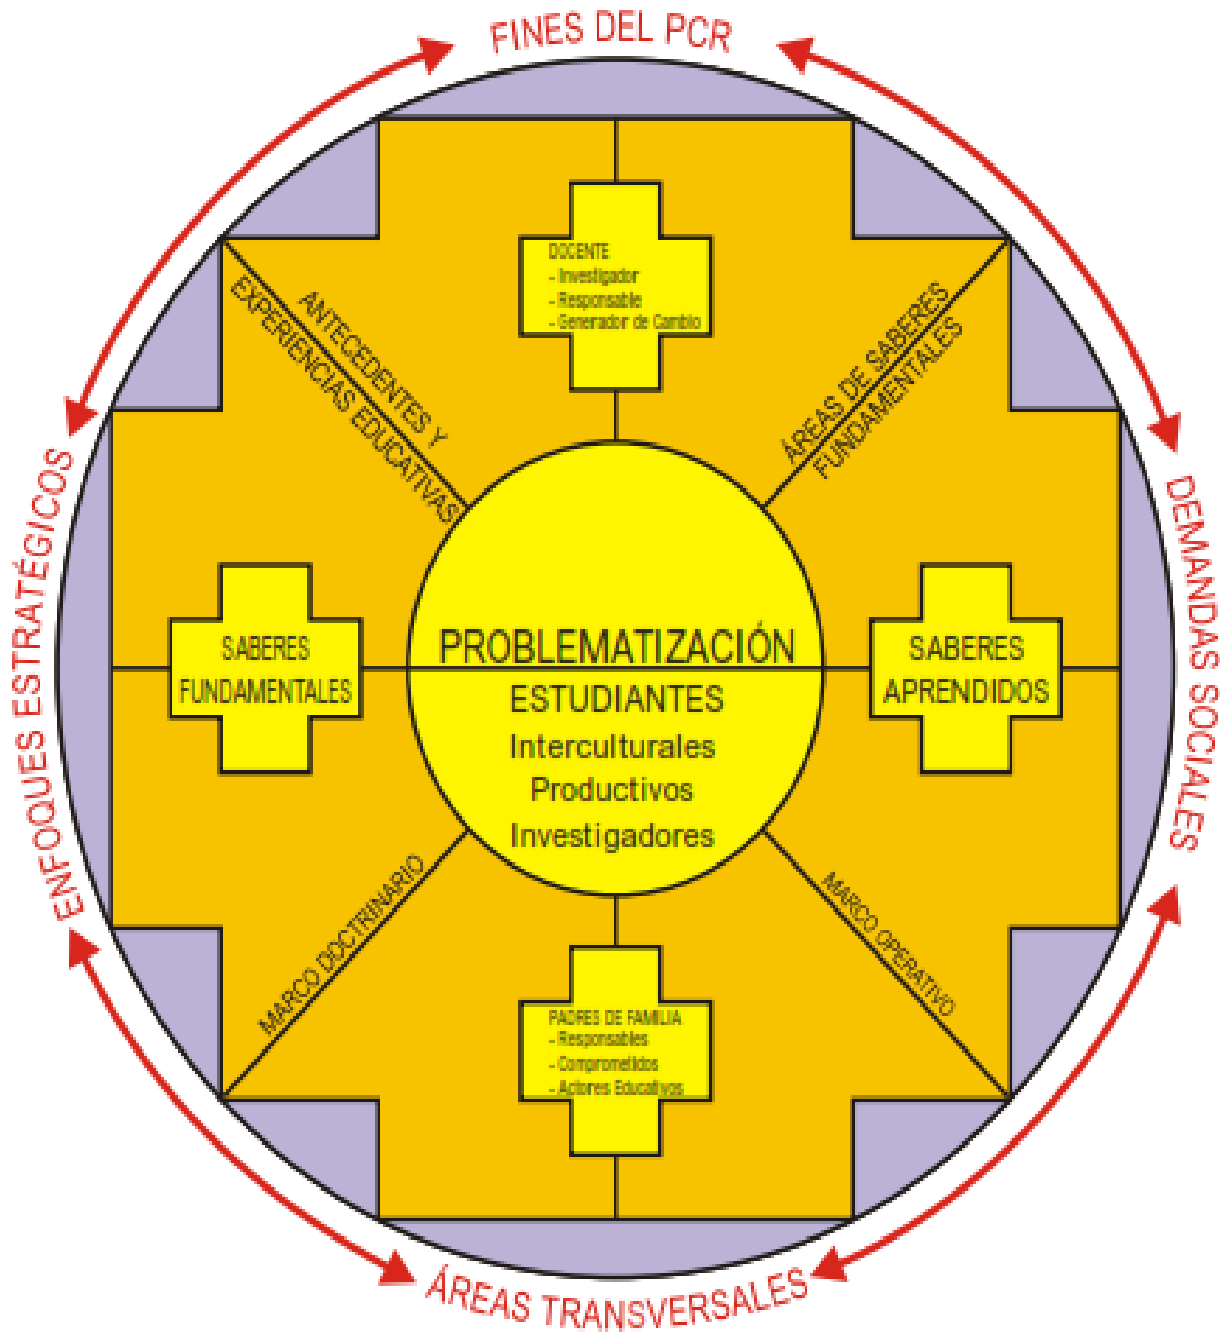 FINES DEL PCR
DOCENTE
- Investigador
- Responsable
- Generador de Cambio
ANTECEDENTES Y
EXPERIENCIAS EDUCATIVAS
ÁREAS DE SABERES
FUNDAMENTALES
ENFOQUES ESTRATÉGICOS
DEMANDAS SOCIALES
SABERES
FUNDAMENTALES
PROBLEMATIZACIÓN
ESTUDIANTES
Interculturales
Productivos
Investigadores
SABERES
APRENDIDOS
MARCO DOCTRINARIO
MARCO OPERATIVO
PADRES DE FAMILIA
- Responsables
- Comprometidos
- Actores Educativos
ÁREAS TRANSVERSALES